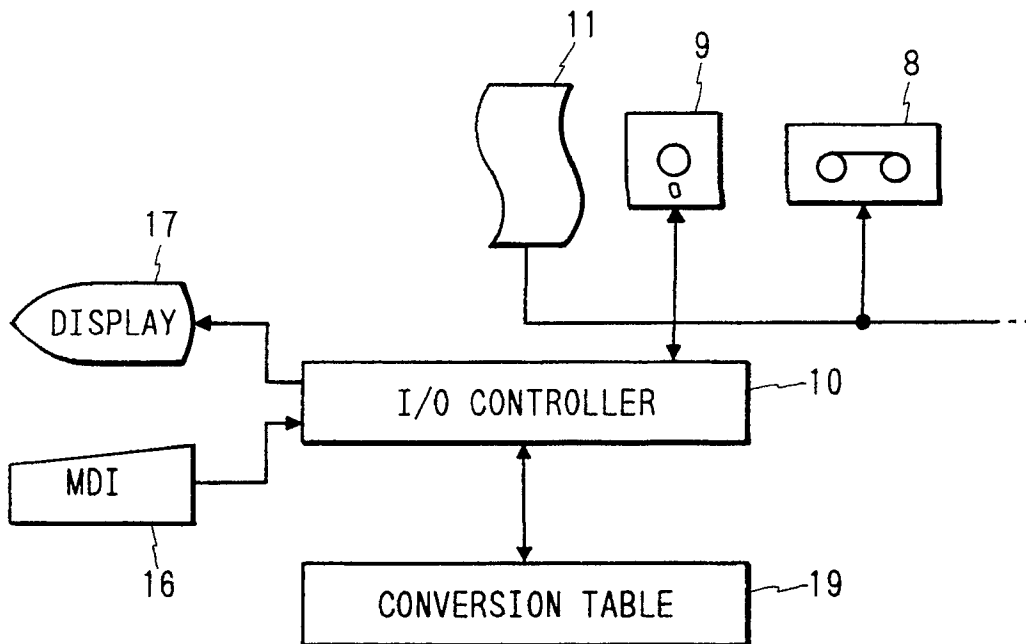 11
9
8
17
DISPLAY
I/O CONTROLLER
10
MDI
16
CONVERSION TABLE
19